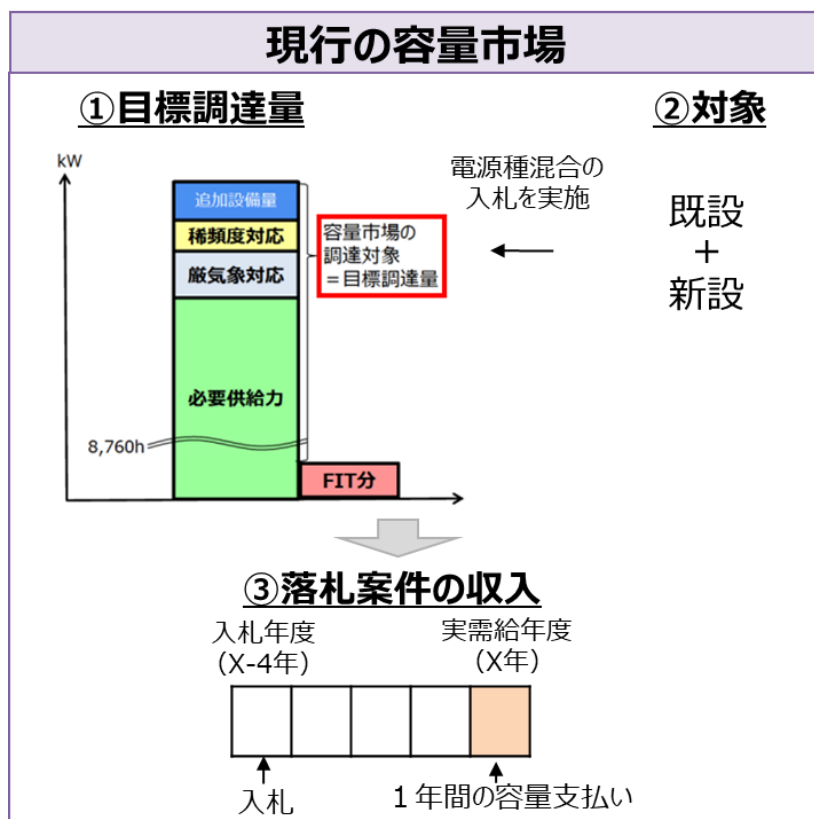 現行の容量市場
①目標調達量
②対象
kW
追加設備量
稀頻度対応
厳気象対応
必要供給力
8,760h
FIT分
容量市場の
調達対象
＝目標調達量
電源種混合の
入札を実施
既設
＋
新設
③落札案件の収入
入札年度
（X-4年）
実需給年度
（X年）
入札
１年間の容量支払い